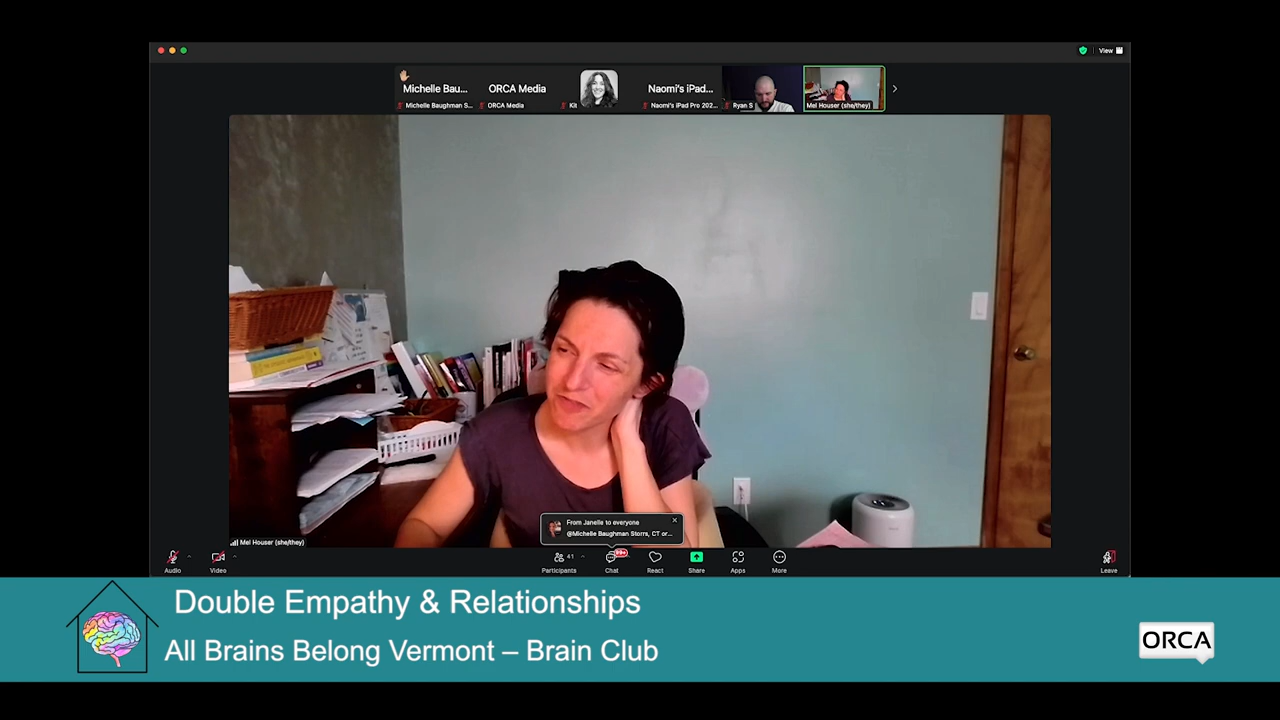 View
Michelle Bau...
ORCA Media
Naomi's iPad...
Michelle Baughman S...
ORCA Media
Kit
Naomi's iPad Pro 202...
Ryan S
Mel Houser (she/they)
From Janelle to everyone
@Michelle Baughman Storrs, CT or...
Mel Houser (she/they)
41
99+
Audio
Video
Participants
Chat
React
Share
Apps
More
Leave
Double Empathy & Relationships
All Brains Belong Vermont – Brain Club
ORCA